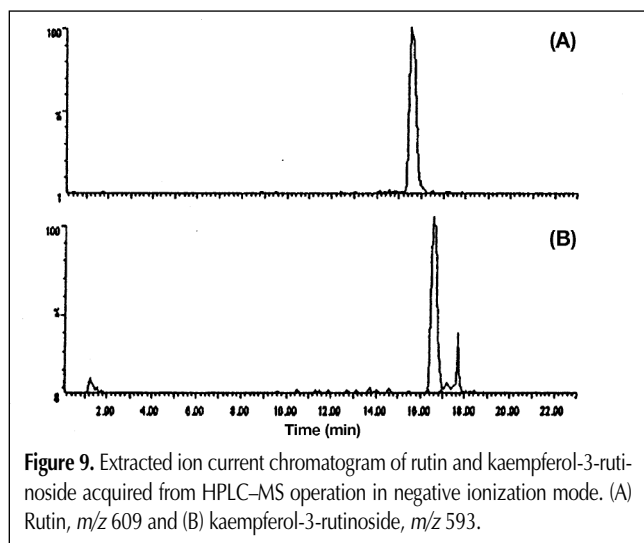 100
(A)
100
(B)
2.00 4.00 6.00 8.00 10.00 12.00 14.00 16.00 18.00 20.00 22.00
Time (min)
Figure 9. Extracted ion current chromatogram of rutin and kaempferol-3-ruti-
noside acquired from HPLC–MS operation in negative ionization mode. (A)
Rutin, m/z 609 and (B) kaempferol-3-rutinoside, m/z 593.